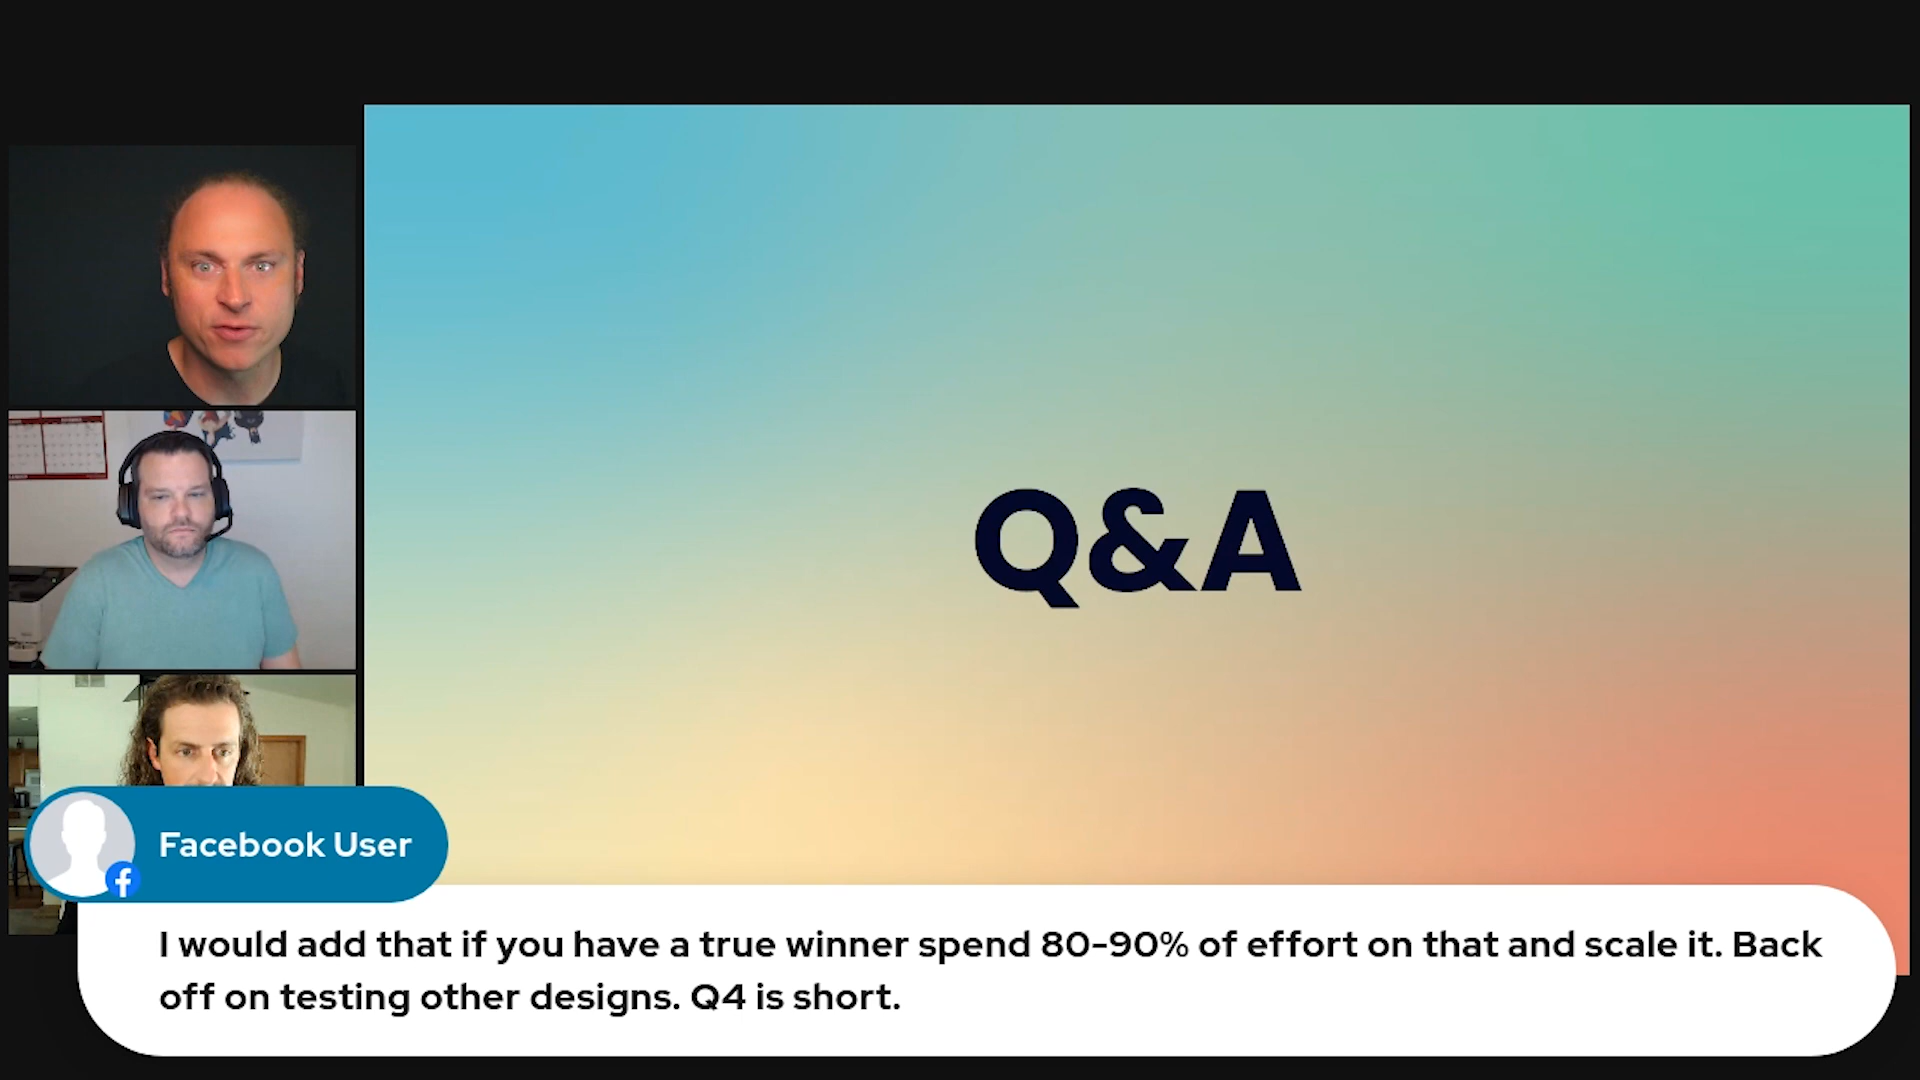 Q&A
Facebook User
I would add that if you have a true winner spend 80-90% of effort on that and scale it. Back
off on testing other designs. Q4 is short.